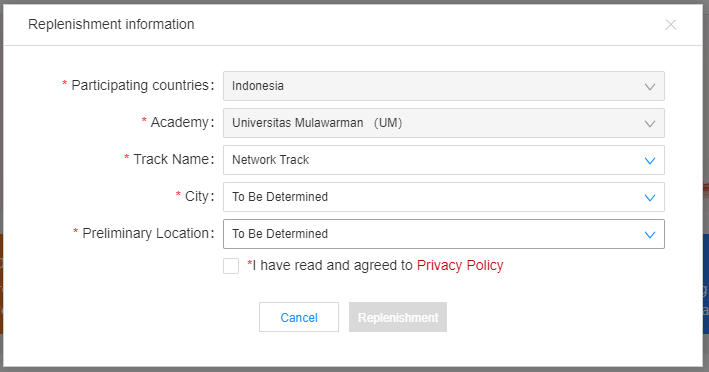 Replenishment information
* Participating countries: Indonesia
* Academy: Universitas Mulawarman （UM）
* Track Name: Network Track
* City: To Be Determined
* Preliminary Location: To Be Determined
*I have read and agreed to Privacy Policy
Cancel Replenishment